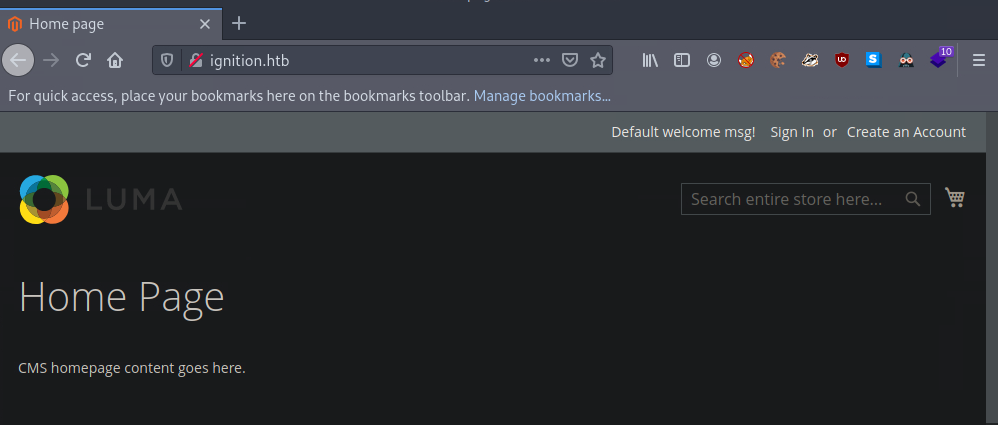 Home page
ignition.htb
10
For quick access, place your bookmarks here on the bookmarks toolbar. Manage bookmarks...
Default welcome msg! Sign In or Create an Account
LUMA
Search entire store here...
Home Page
CMS homepage content goes here.